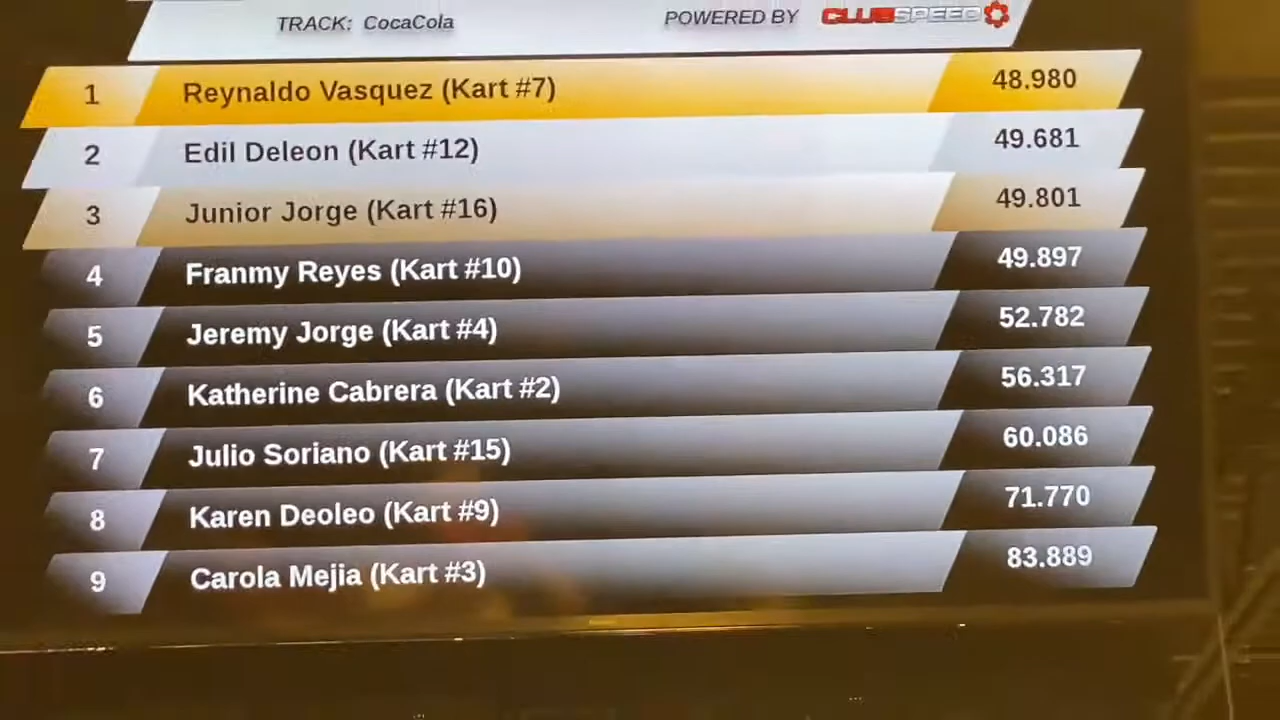 TRACK: CocaCola POWERED BY CLUBSPEED
1 Reynaldo Vasquez (Kart #7) 48.980
2 Edil Deleon (Kart #12) 49.681
3 Junior Jorge (Kart #16) 49.801
4 Franmy Reyes (Kart #10) 49.897
5 Jeremy Jorge (Kart #4) 52.782
6 Katherine Cabrera (Kart #2) 56.317
7 Julio Soriano (Kart #15) 60.086
8 Karen Deoleo (Kart #9) 71.770
9 Carola Mejia (Kart #3) 83.889